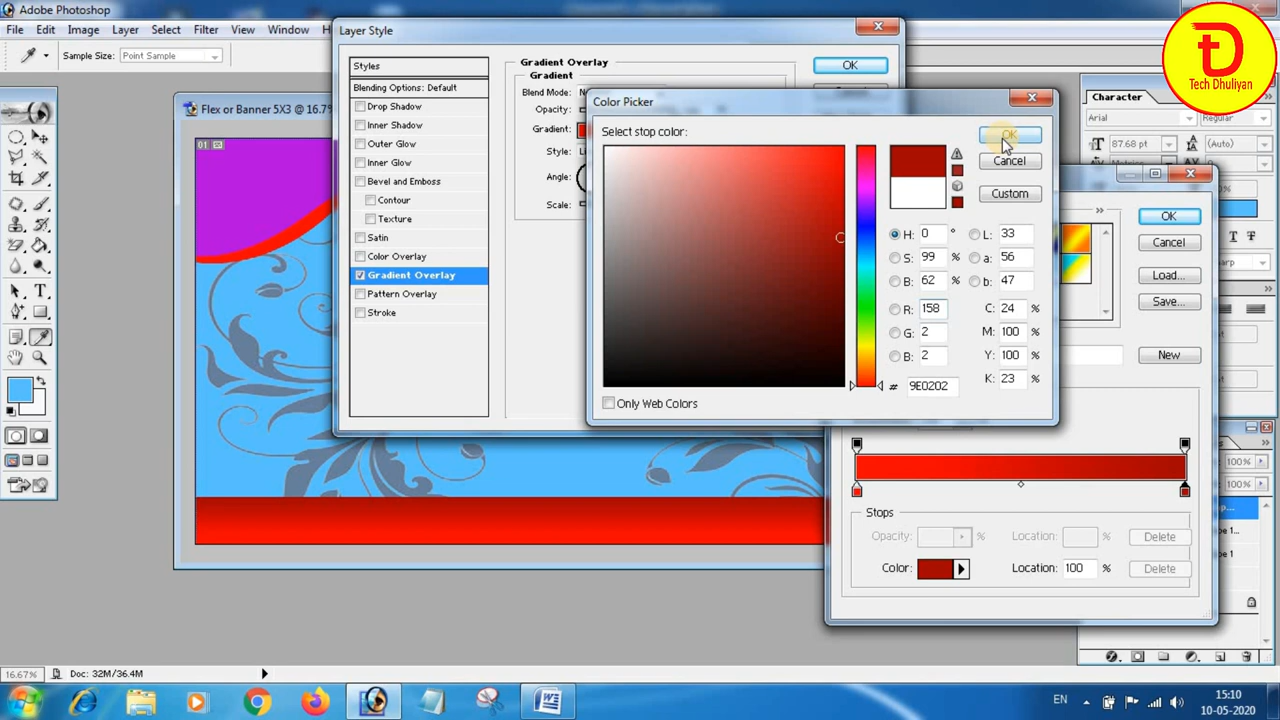 Adobe Photoshop
File Edit Image Layer Select Filter View Window
Sample Size: Point Sample
Tech Dhuliyan
Flex or Banner 5X3 @ 16.7%
01
Layer Style
Styles
Blending Options: Default
Drop Shadow
Inner Shadow
Outer Glow
Inner Glow
Bevel and Emboss
Contour
Texture
Satin
Color Overlay
Gradient Overlay
Pattern Overlay
Stroke
Gradient Overlay
Gradient
Blend Mode:
Opacity:
Gradient:
Style:
Angle:
Scale:
OK
Color Picker
Select stop color:
OK
Cancel
Custom
H: 0 °
S: 99 %
B: 62 %
R: 158
G: 2
B: 2
# 9E0202
L: 33
a: 56
b: 47
C: 24 %
M: 100 %
Y: 100 %
K: 23 %
Only Web Colors
Character
Arial Regular
87.68 pt (Auto)
OK
Cancel
Load...
Save...
New
Stops
Opacity: % Location: % Delete
Color: Location: 100 % Delete
100%
100%
16.67% Doc: 32M/36.4M
EN
15:10
10-05-2020